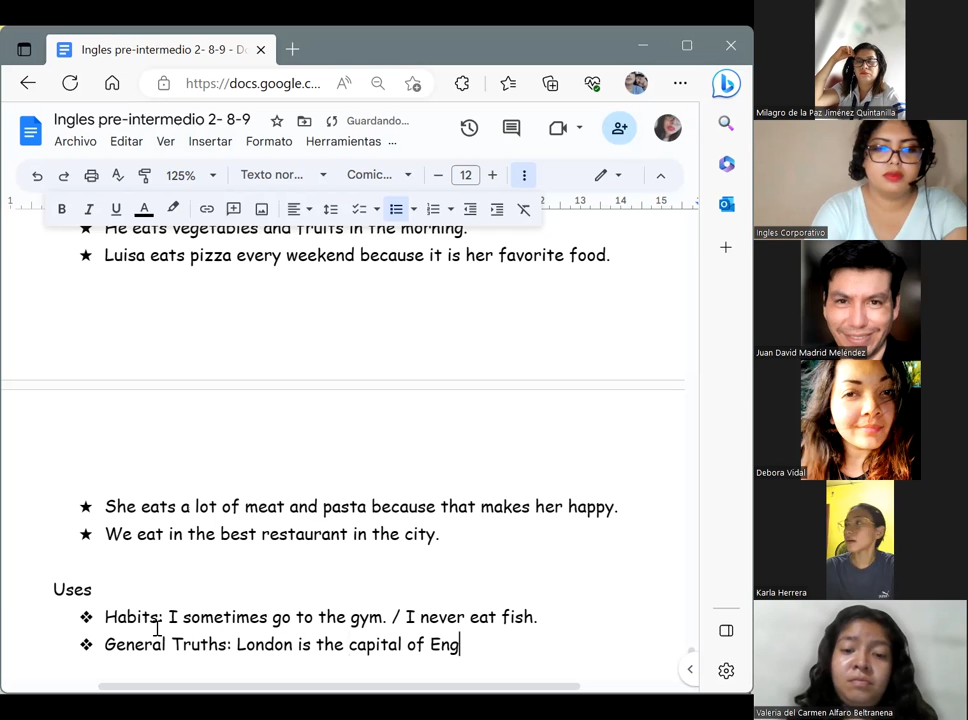 Ingles pre-intermedio 2- 8-9 - Do
https://docs.google.c...
Ingles pre-intermedio 2- 8-9
Guardando...
Archivo Editar Ver Insertar Formato Herramientas ...
125% Texto nor... Comic... 12
1 12 13 14 15
He eats vegetables and fruits in the morning.
Luisa eats pizza every weekend because it is her favorite food.
She eats a lot of meat and pasta because that makes her happy.
We eat in the best restaurant in the city.
Uses
Habits: I sometimes go to the gym. / I never eat fish.
General Truths: London is the capital of Eng
Milagro de la Paz Jiménez Quintanilla
Ingles Corporativo
Juan David Madrid Meléndez
Debora Vidal
Karla Herrera
Valeria del Carmen Alfaro Beltranena